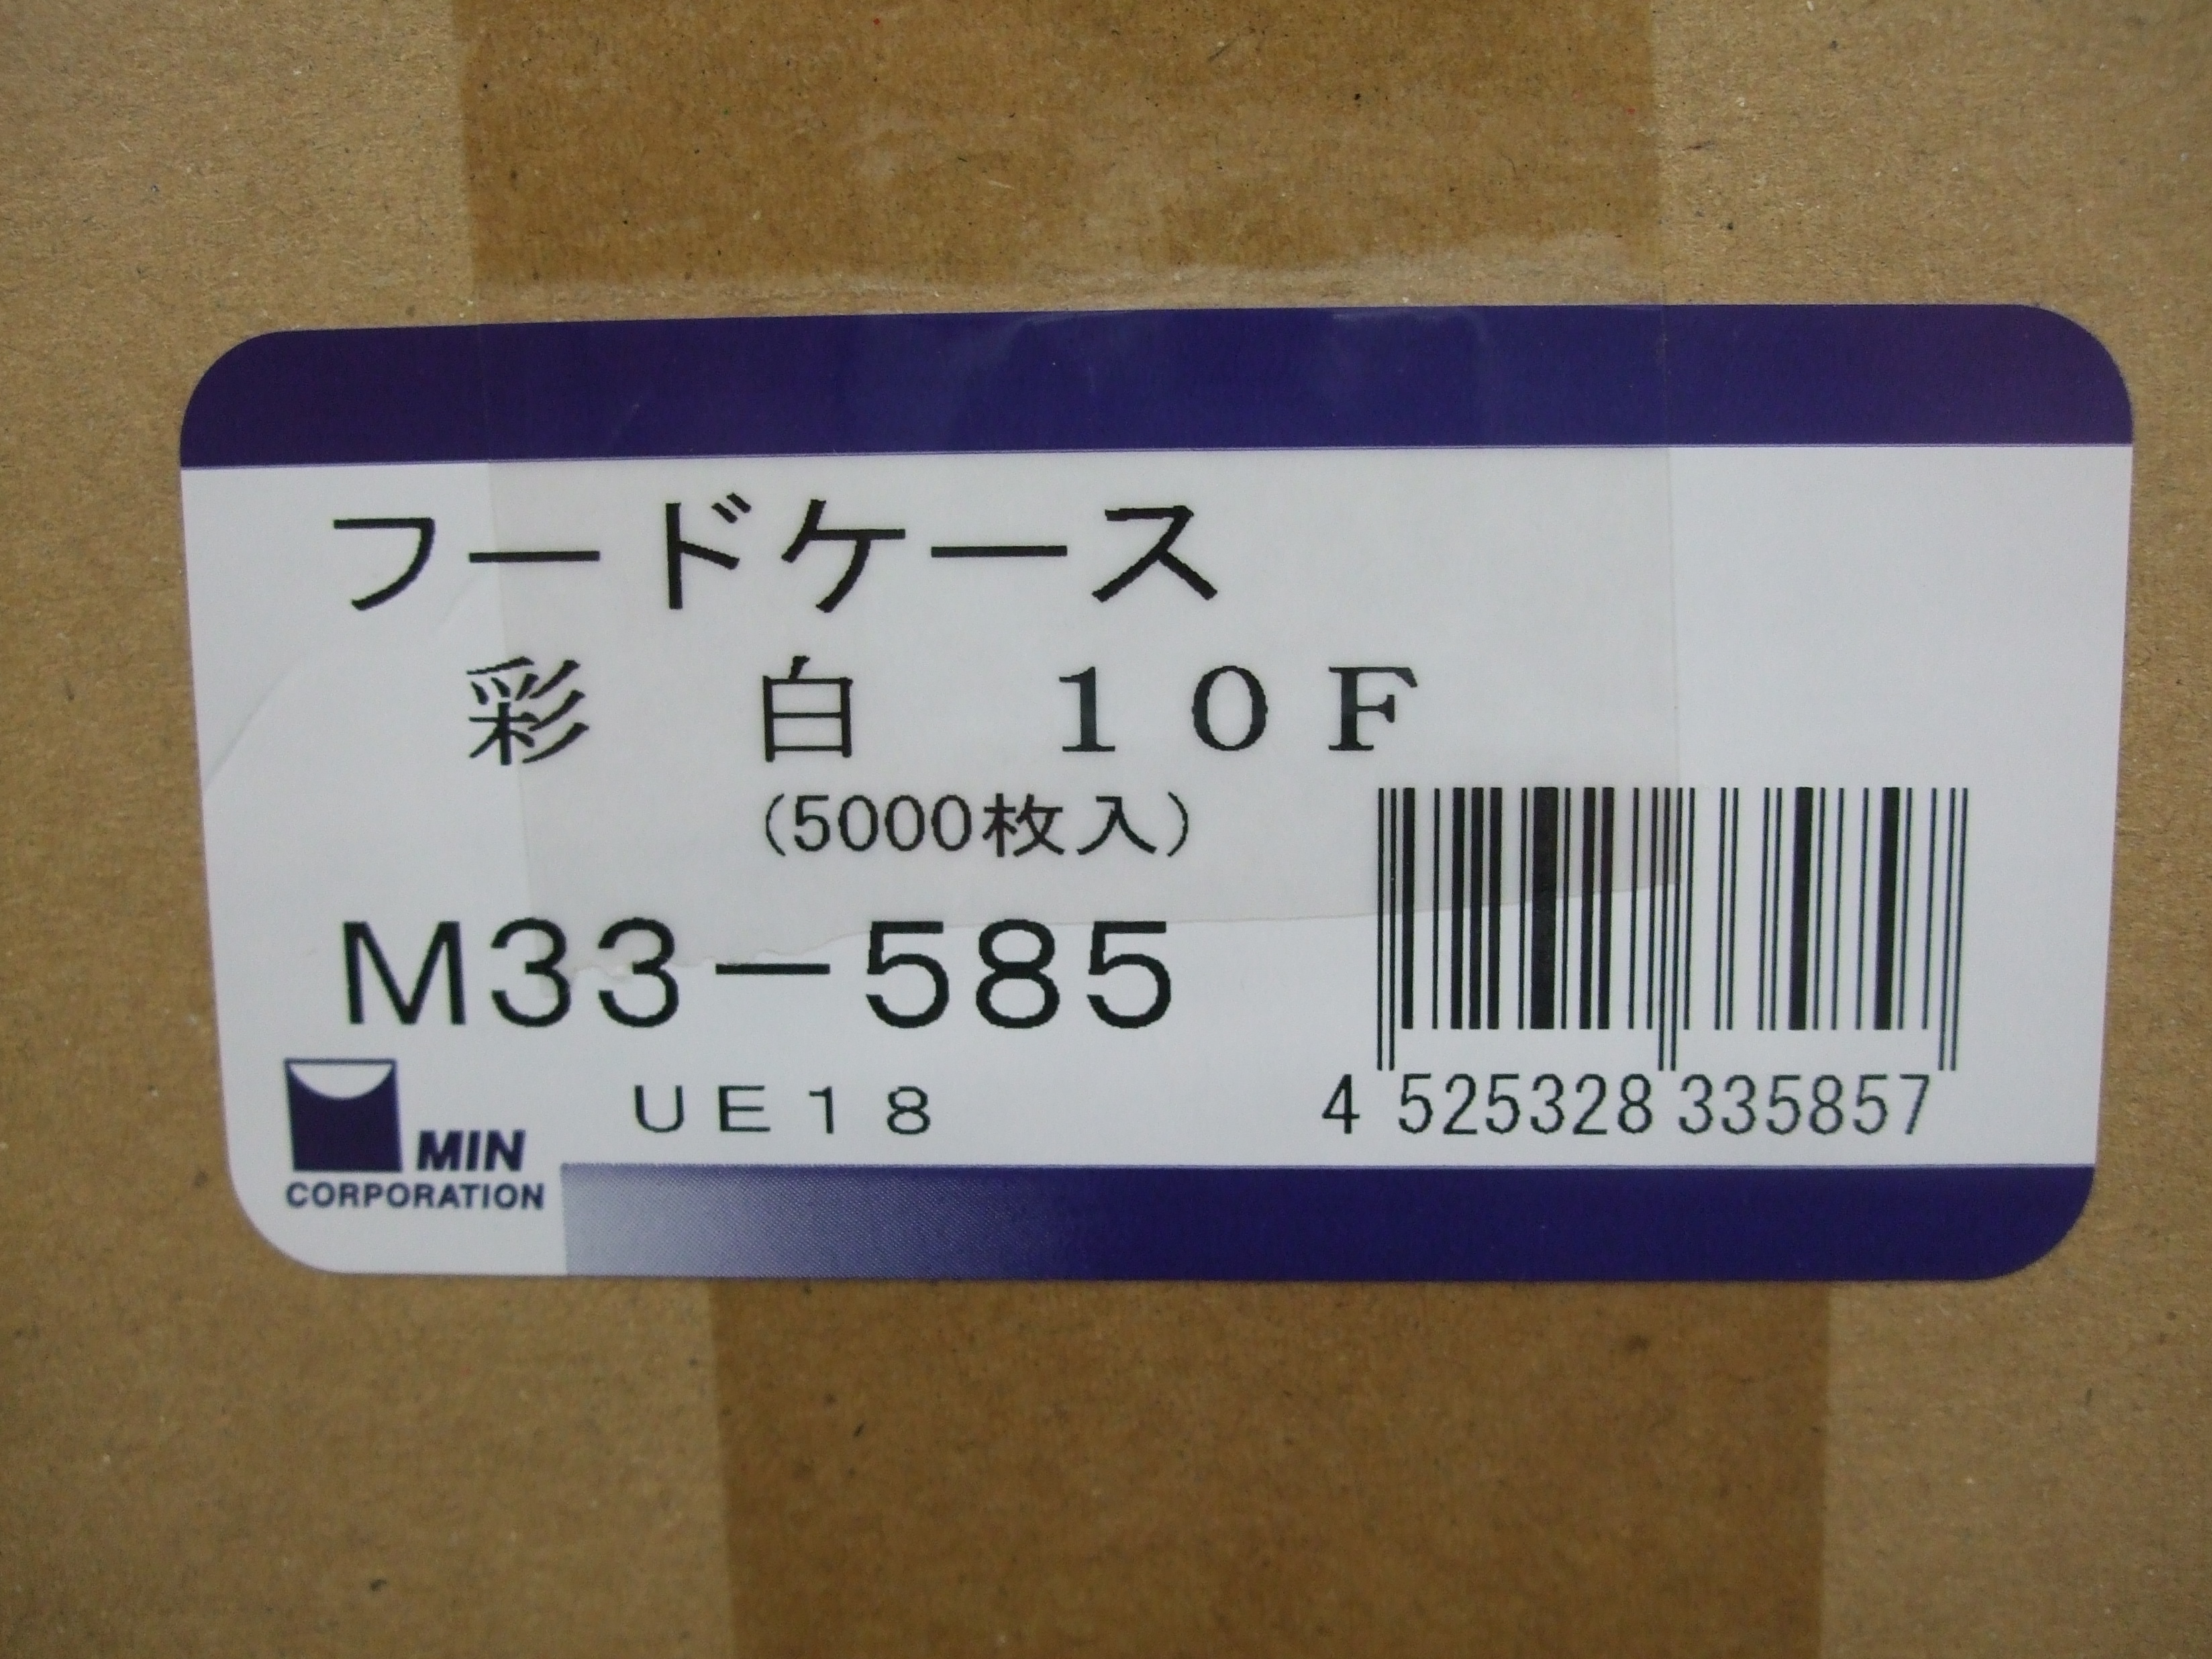 フードケース
彩　白　１０Ｆ
(5000枚入)
M33－585
ＵＥ１８
4 525328 335857
MIN
CORPORATION